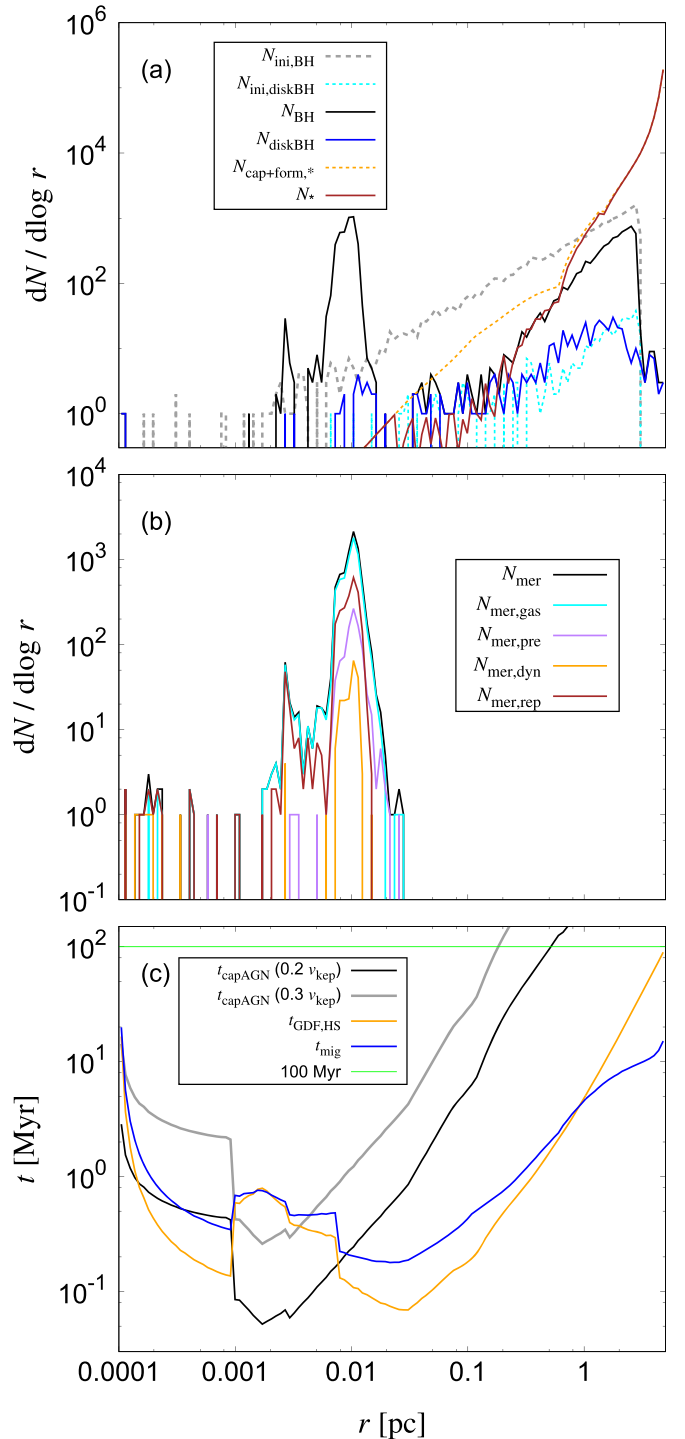 10^6
(a)
N_ini,BH
N_ini,diskBH
10^4
N_BH
N_diskBH
N_cap+form,*
N_*
dN / dlog r
10^2
10^0
10^4
(b)
10^3
N_mer
N_mer,gas
10^2
N_mer,pre
N_mer,dyn
dN / dlog r
N_mer,rep
10^1
10^0
10^-1
10^2
(c)
t_capAGN (0.2 v_kep)
t_capAGN (0.3 v_kep)
t_GDF,HS
10^1
t_mig
100 Myr
t [Myr]
10^0
10^-1
0.0001 0.001 0.01 0.1 1
r [pc]